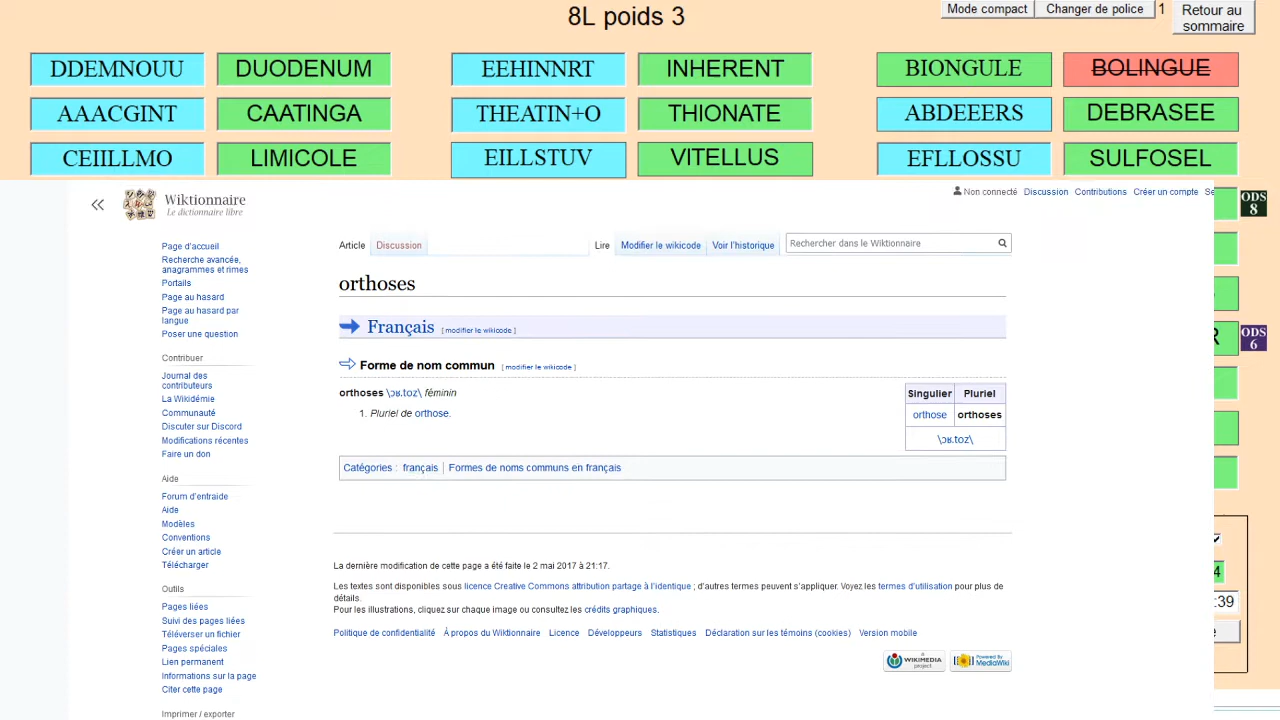 8L poids 3
Mode compact Changer de police 1 Retour au sommaire
DDEMNOUU DUODENUM EEHINNRT INHERENT BIONGULE BOLINGUE
AAACGINT CAATINGA THEATIN+O THIONATE ABDEEERS DEBRASEE
CEIILLMO LIMICOLE EILLSTUV VITELLUS EFLLOSSU SULFOSEL
Wiktionnaire
Le dictionnaire libre
Non connecté Discussion Contributions Créer un compte Se
ODS
8
Page d'accueil
Recherche avancée,
anagrammes et rimes
Portails
Page au hasard
Page au hasard par
langue
Poser une question
Contribuer
Journal des
contributeurs
La Wikidémie
Communauté
Discuter sur Discord
Modifications récentes
Faire un don
Aide
Forum d'entraide
Aide
Modèles
Conventions
Créer un article
Télécharger
Outils
Pages liées
Suivi des pages liées
Téléverser un fichier
Pages spéciales
Lien permanent
Informations sur la page
Citer cette page
Imprimer / exporter
Article Discussion Lire Modifier le wikicode Voir l'historique Rechercher dans le Wiktionnaire
orthoses
Français [ modifier le wikicode ]
Forme de nom commun [ modifier le wikicode ]
orthoses \ɔʁ.toz\ féminin
1. Pluriel de orthose.
Singulier Pluriel
orthose orthoses
\ɔʁ.toz\
Catégories : français Formes de noms communs en français
La dernière modification de cette page a été faite le 2 mai 2017 à 21:17.
Les textes sont disponibles sous licence Creative Commons attribution partage à l'identique ; d'autres termes peuvent s'appliquer. Voyez les termes d'utilisation pour plus de
détails.
Pour les illustrations, cliquez sur chaque image ou consultez les crédits graphiques.
Politique de confidentialité À propos du Wiktionnaire Licence Développeurs Statistiques Déclaration sur les témoins (cookies) Version mobile
A WIKIMEDIA project Powered By MediaWiki
R ODS
6
4
:39
e